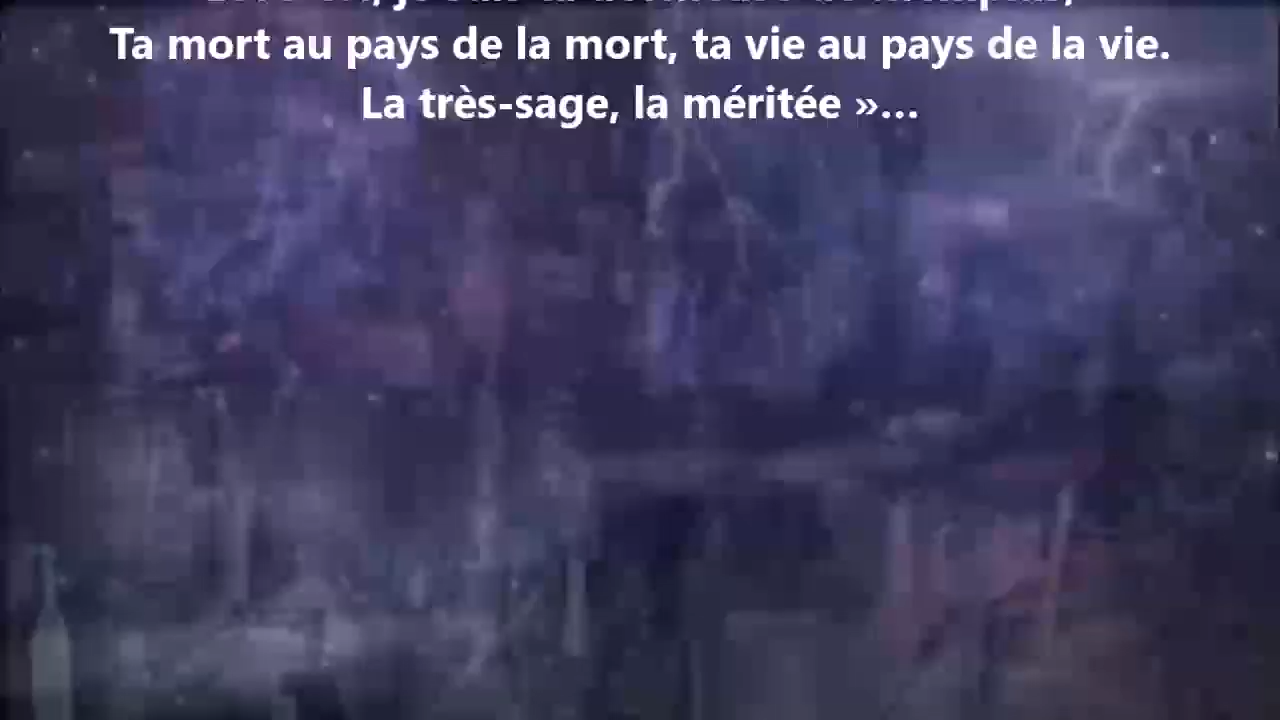 Ta mort au pays de la mort, ta vie au pays de la vie.
La très-sage, la méritée »...